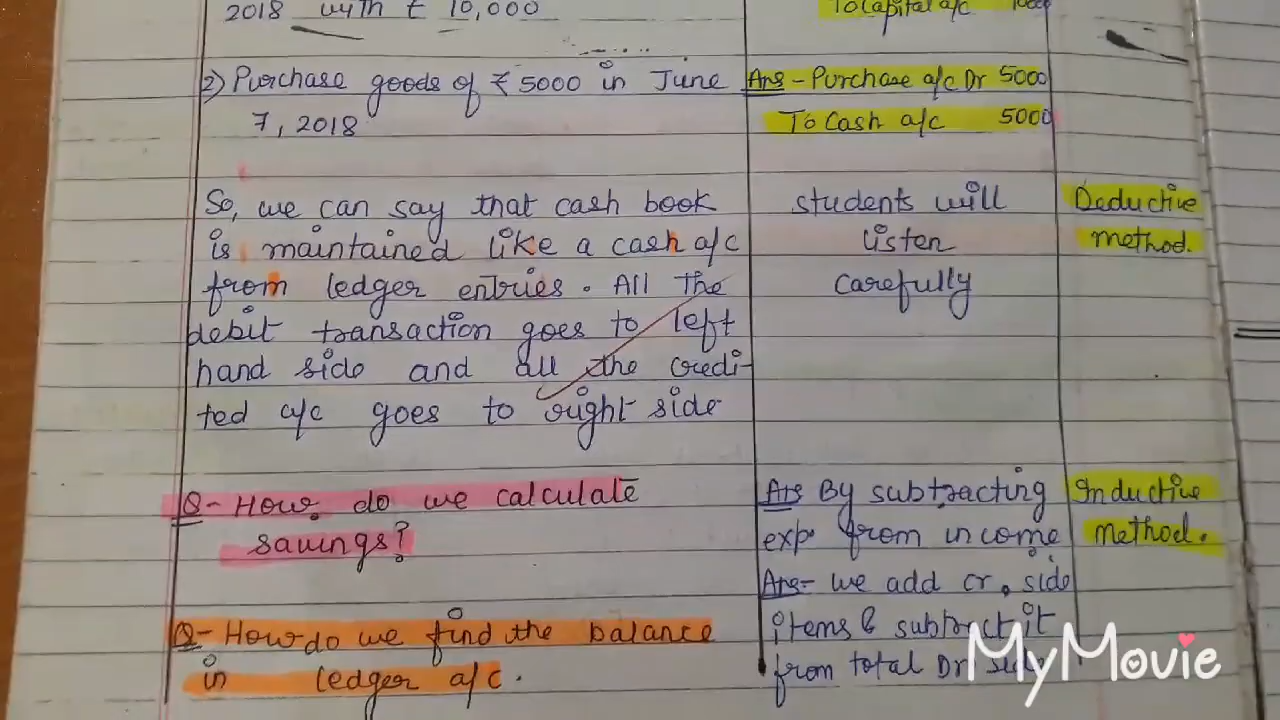 2018 with ₹ 10,000
To Capital a/c
2) Purchase goods of ₹ 5000 in June
7, 2018
Ans - Purchase a/c Dr 5000
To Cash a/c 5000
So, we can say that cash book
is maintained like a cash a/c
from ledger entries. All the
debit transaction goes to left
hand side and all the credi-
ted a/c goes to right side
students will
listen
carefully
Deductive
method.
Q- How do we calculate
savings?
Ans By subtracting
exp. from income
Inductive
method.
Q- How do we find the balance
in ledger a/c.
Ans- we add cr. side
items & subtract it
from total Dr side
MyMovie